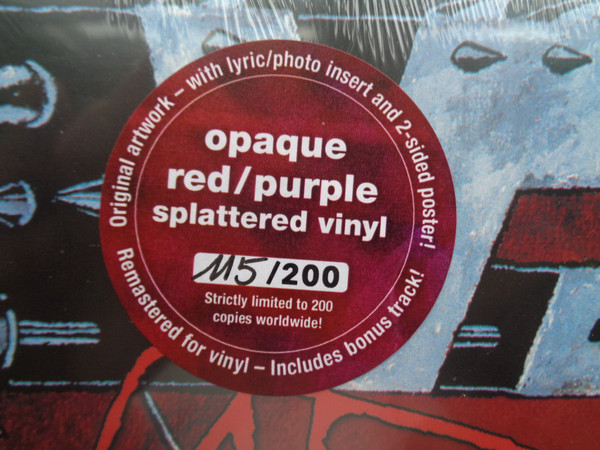 Original artwork – with lyric/photo insert and 2-sided poster!
opaque
red/purple
splattered vinyl
115/200
Strictly limited to 200
copies worldwide!
Remastered for vinyl – Includes bonus track!